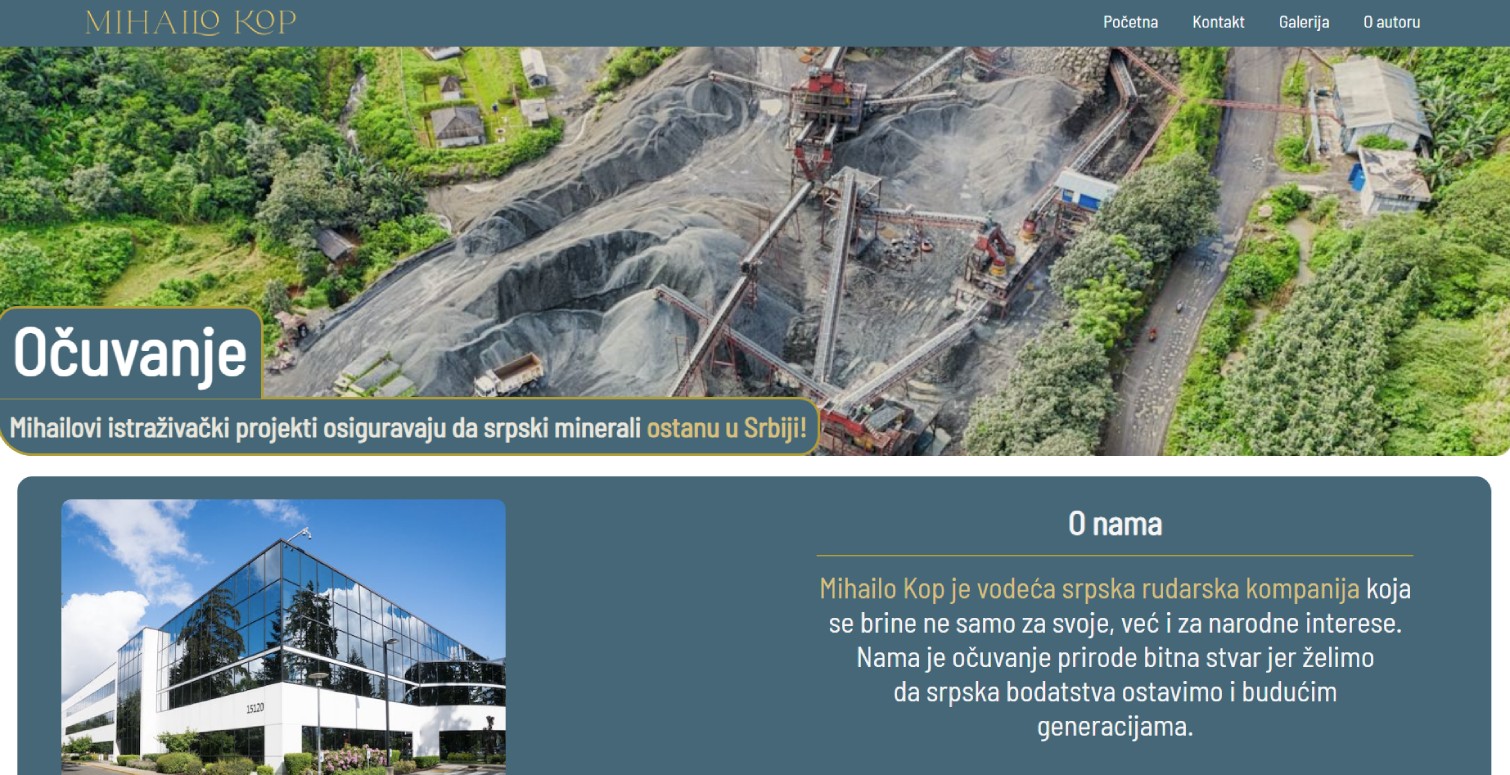 MIHAILO KOP
Početna Kontakt Galerija O autoru
Očuvanje
Mihailovi istraživački projekti osiguravaju da srpski minerali ostanu u Srbiji!
15120
O nama
Mihailo Kop je vodeća srpska rudarska kompanija koja
se brine ne samo za svoje, već i za narodne interese.
Nama je očuvanje prirode bitna stvar jer želimo
da srpska bodatstva ostavimo i budućim
generacijama.